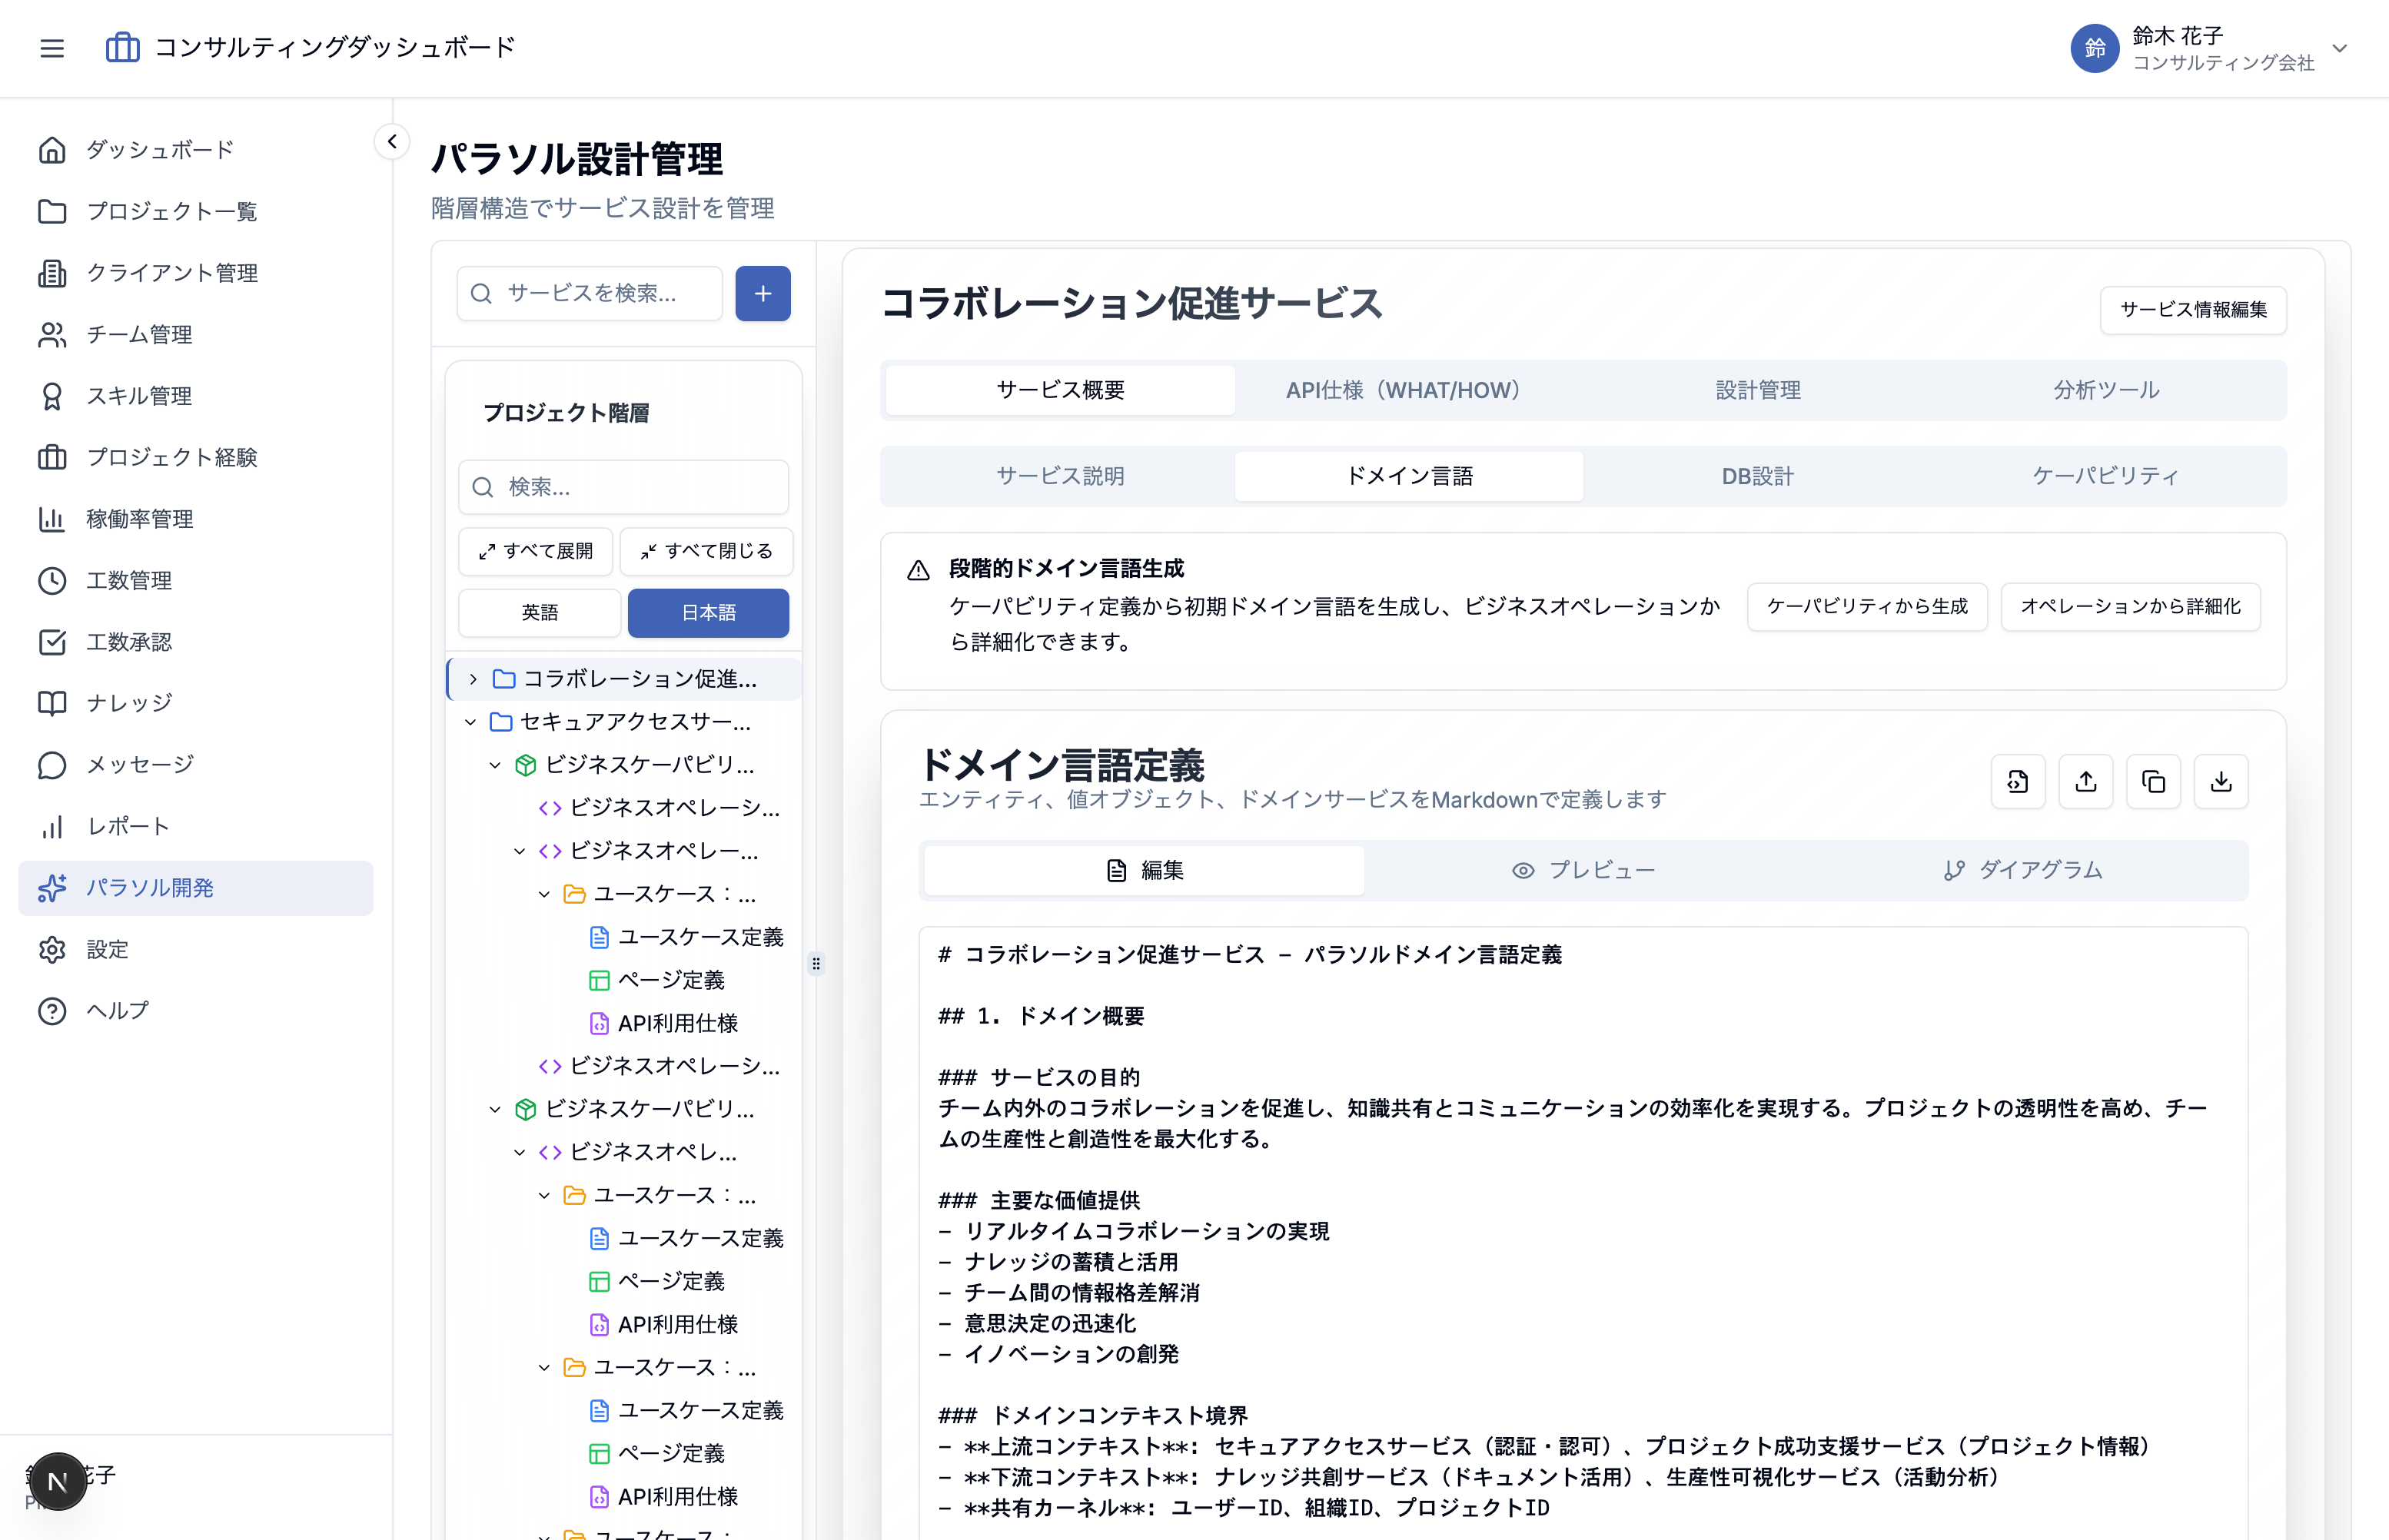 コンサルティングダッシュボード
鈴
鈴木 花子
コンサルティング会社
ダッシュボード
プロジェクト一覧
クライアント管理
チーム管理
スキル管理
プロジェクト経験
稼働率管理
工数管理
工数承認
ナレッジ
メッセージ
レポート
パラソル開発
設定
ヘルプ
花子
N
パラソル設計管理
階層構造でサービス設計を管理
サービスを検索...
プロジェクト階層
検索...
すべて展開
すべて閉じる
英語
日本語
コラボレーション促進...
セキュアアクセスサー...
ビジネスケーパビリ...
ビジネスオペレーシ...
ビジネスオペレー...
ユースケース：...
ユースケース定義
ページ定義
API利用仕様
ビジネスオペレーシ...
ビジネスケーパビリ...
ビジネスオペレ...
ユースケース：...
ユースケース定義
ページ定義
API利用仕様
ユースケース：...
ユースケース定義
ページ定義
API利用仕様
コラボレーション促進サービス
サービス情報編集
サービス概要
API仕様（WHAT/HOW）
設計管理
分析ツール
サービス説明
ドメイン言語
DB設計
ケーパビリティ
段階的ドメイン言語生成
ケーパビリティ定義から初期ドメイン言語を生成し、ビジネスオペレーションか
ら詳細化できます。
ケーパビリティから生成
オペレーションから詳細化
ドメイン言語定義
エンティティ、値オブジェクト、ドメインサービスをMarkdownで定義します
編集
プレビュー
ダイアグラム
# コラボレーション促進サービス - パラソルドメイン言語定義
## 1. ドメイン概要
### サービスの目的
チーム内外のコラボレーションを促進し、知識共有とコミュニケーションの効率化を実現する。プロジェクトの透明性を高め、チー
ムの生産性と創造性を最大化する。
### 主要な価値提供
- リアルタイムコラボレーションの実現
- ナレッジの蓄積と活用
- チーム間の情報格差解消
- 意思決定の迅速化
- イノベーションの創発
### ドメインコンテキスト境界
- **上流コンテキスト**: セキュアアクセスサービス（認証・認可）、プロジェクト成功支援サービス（プロジェクト情報）
- **下流コンテキスト**: ナレッジ共創サービス（ドキュメント活用）、生産性可視化サービス（活動分析）
- **共有カーネル**: ユーザーID、組織ID、プロジェクトID